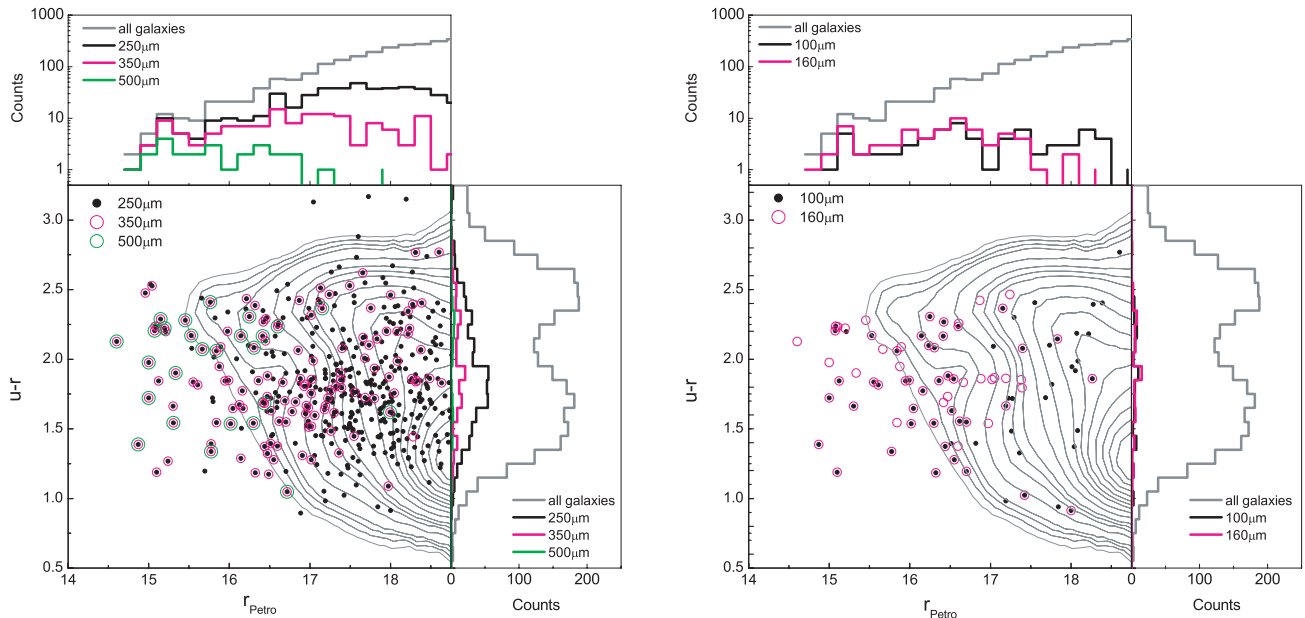 1000
100
10
1
Counts
all galaxies
250μm
350μm
500μm
250μm
350μm
500μm
3.0
2.5
2.0
1.5
1.0
0.5
u-r
all galaxies
250μm
350μm
500μm
14 15 16 17 18 0 100 200
r Petro
Counts
1000
100
10
1
Counts
all galaxies
100μm
160μm
100μm
160μm
3.0
2.5
2.0
1.5
1.0
0.5
u-r
all galaxies
100μm
160μm
14 15 16 17 18 0 100 200
r Petro
Counts